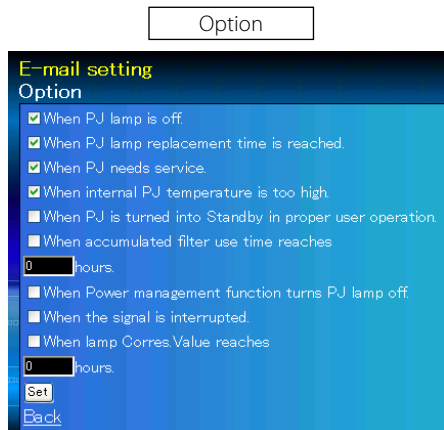 Option
E-mail setting
Option
When PJ lamp is off.
When PJ lamp replacement time is reached.
When PJ needs service.
When internal PJ temperature is too high.
When PJ is turned into Standby in proper user operation.
When accumulated filter use time reaches
0 hours.
When Power management function turns PJ lamp off.
When the signal is interrupted.
When lamp Corres.Value reaches
0 hours.
Set
Back